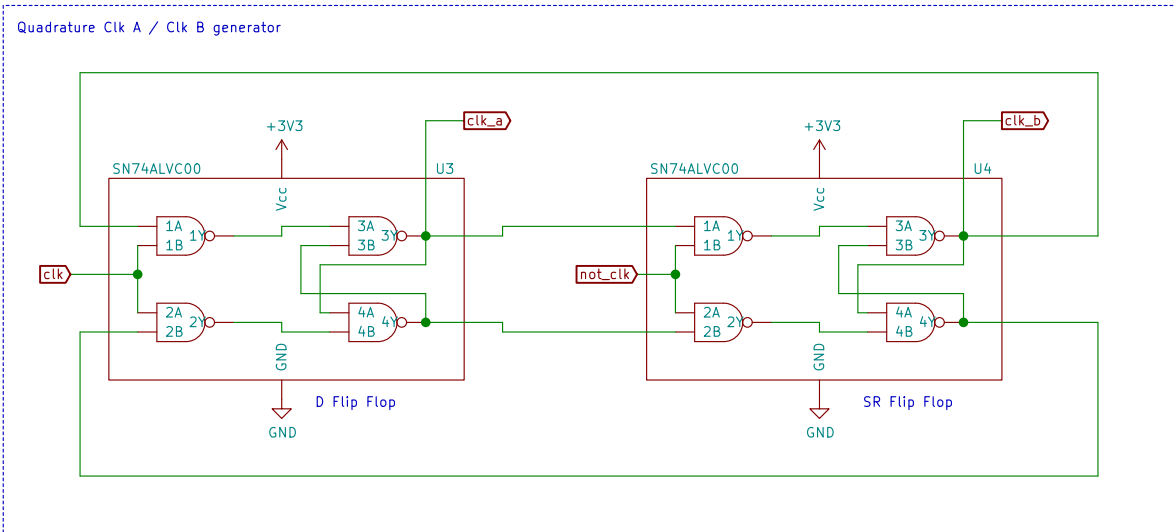 Quadrature Clk A / Clk B generator
clk_a
clk_b
+3V3
+3V3
SN74ALVC00
U3
SN74ALVC00
U4
Vcc
Vcc
1A
1B
1Y
3A
3B
3Y
1A
1B
1Y
3A
3B
3Y
clk
not_clk
2A
2B
2Y
4A
4B
4Y
2A
2B
2Y
4A
4B
4Y
GND
GND
D Flip Flop
SR Flip Flop
GND
GND